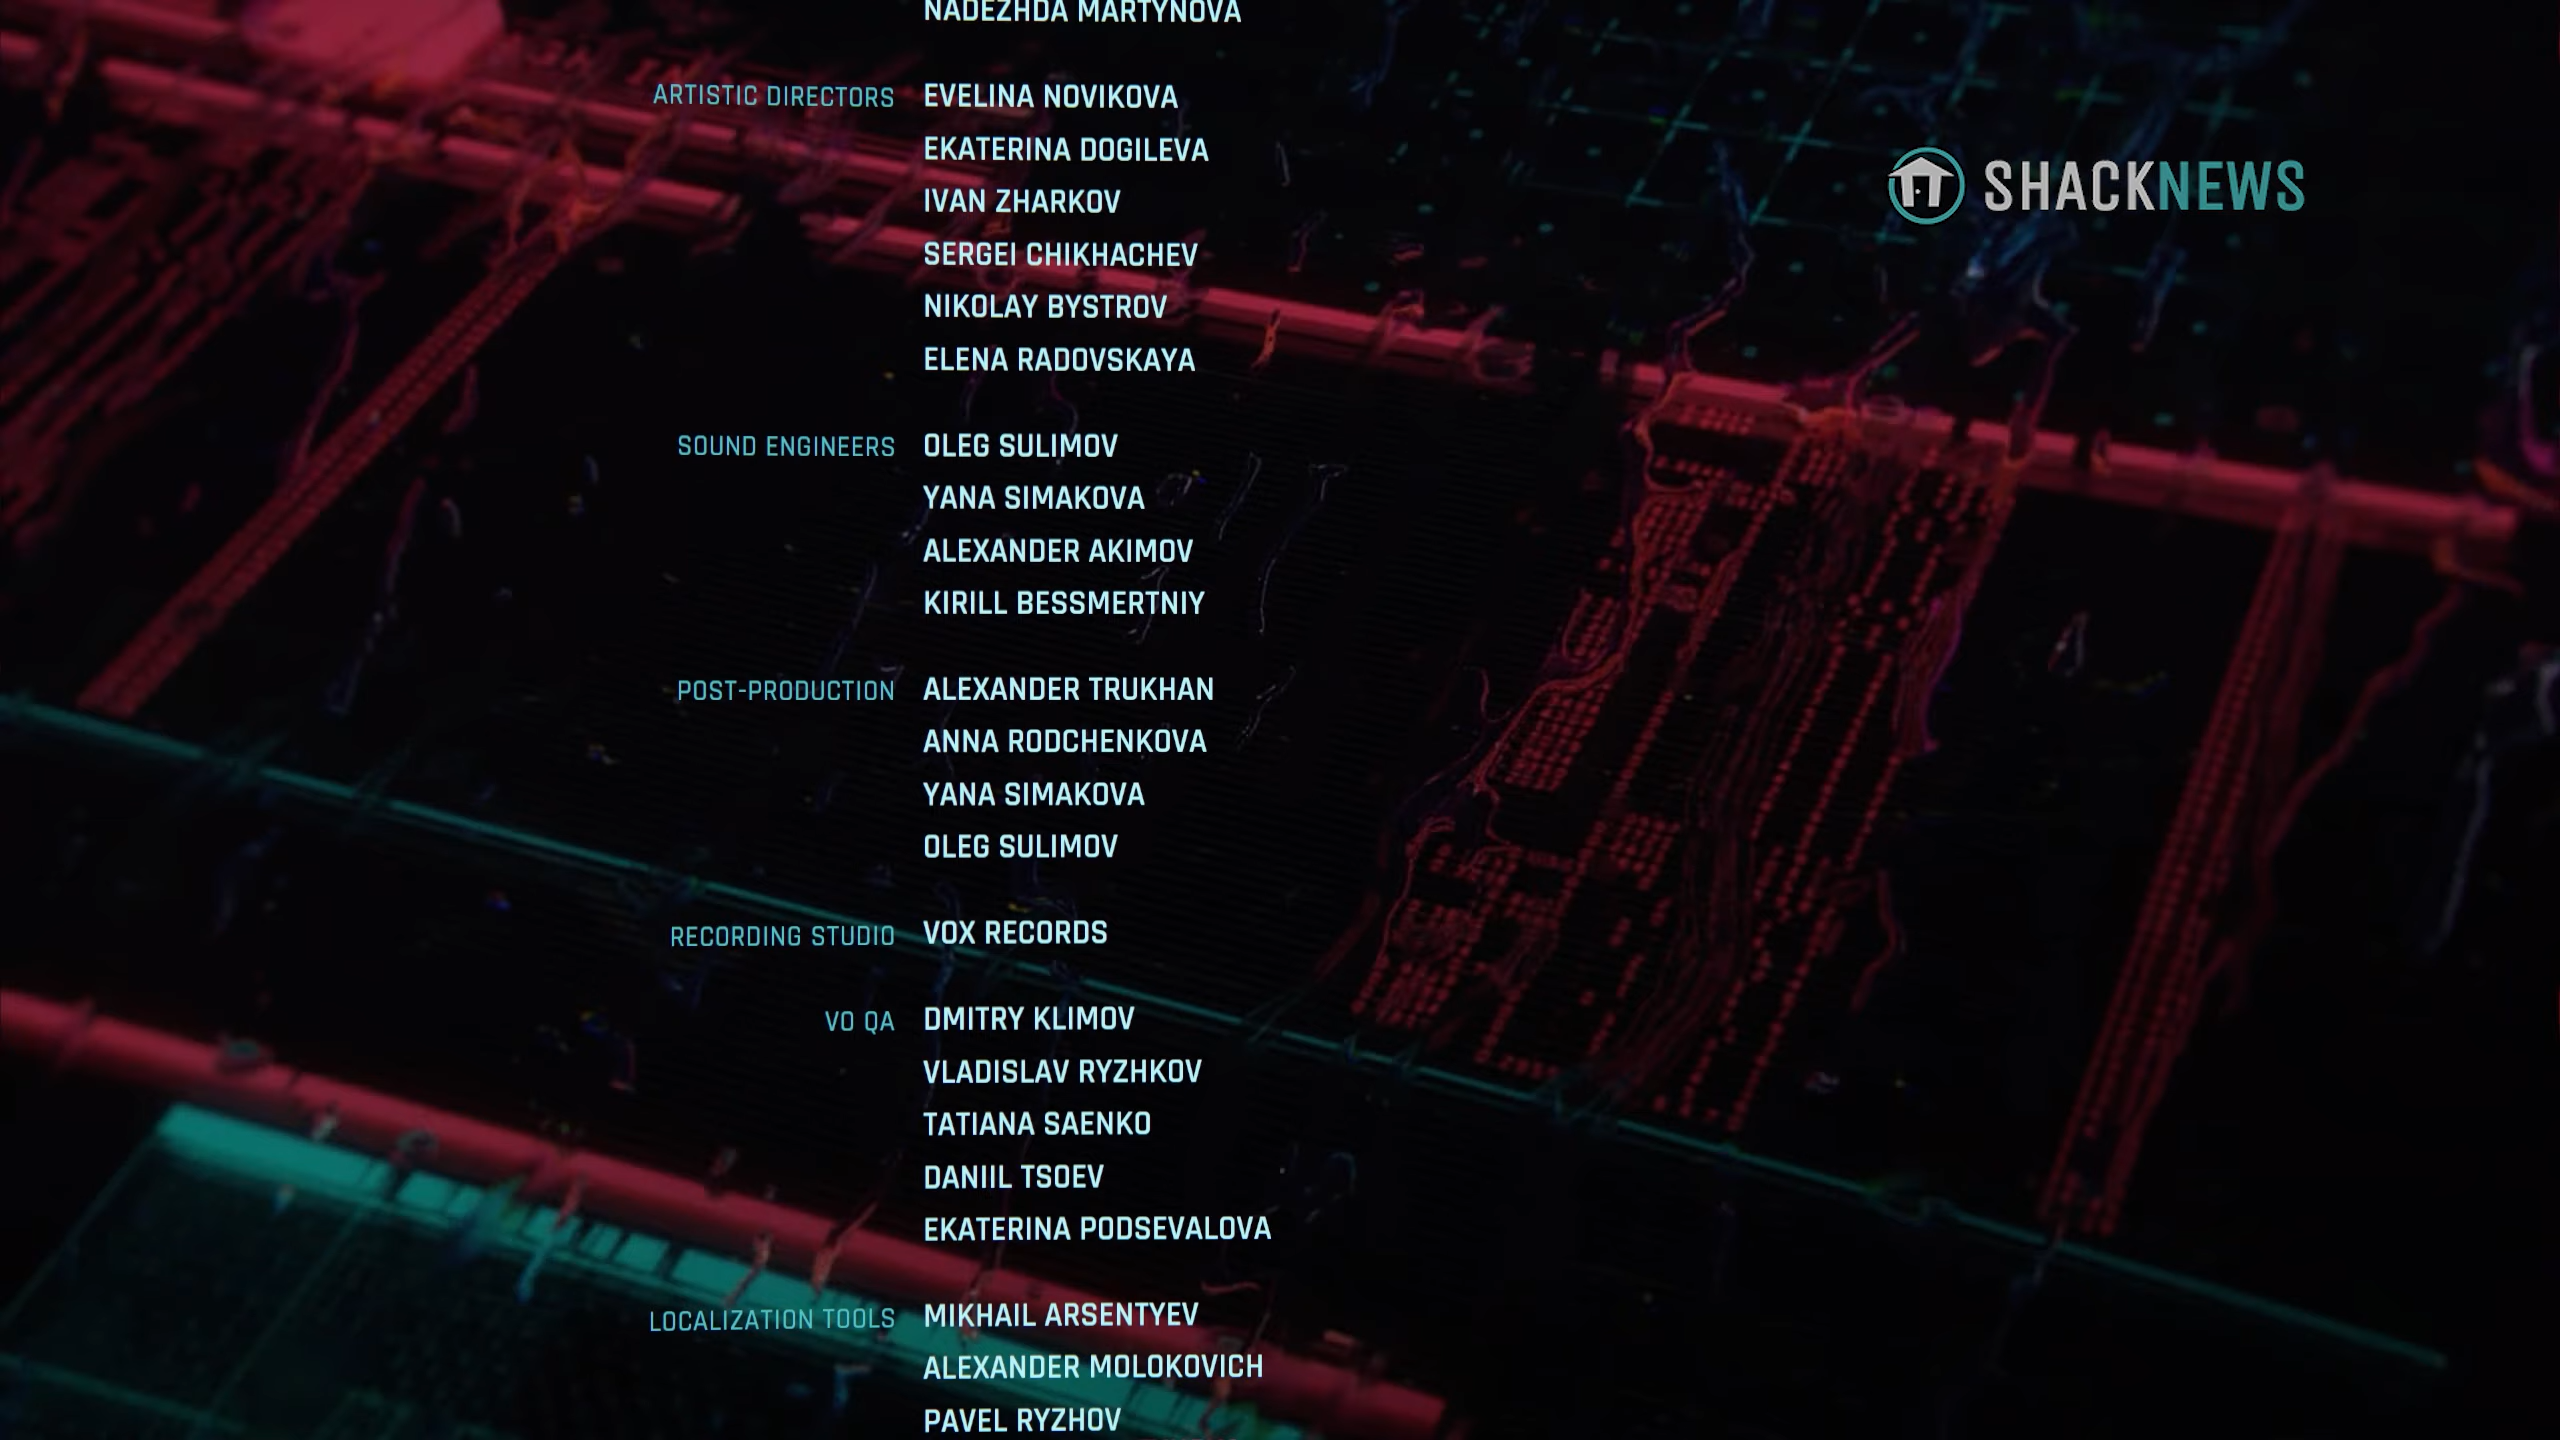 NADEZHDA MARTYNOVA
ARTISTIC DIRECTORS EVELINA NOVIKOVA
EKATERINA DOGILEVA
IVAN ZHARKOV
SERGEI CHIKHACHEV
NIKOLAY BYSTROV
ELENA RADOVSKAYA
SHACKNEWS
SOUND ENGINEERS OLEG SULIMOV
YANA SIMAKOVA
ALEXANDER AKIMOV
KIRILL BESSMERTNIY
POST-PRODUCTION ALEXANDER TRUKHAN
ANNA RODCHENKOVA
YANA SIMAKOVA
OLEG SULIMOV
RECORDING STUDIO VOX RECORDS
VO QA DMITRY KLIMOV
VLADISLAV RYZHKOV
TATIANA SAENKO
DANIIL TSOEV
EKATERINA PODSEVALOVA
LOCALIZATION TOOLS MIKHAIL ARSENTYEV
ALEXANDER MOLOKOVICH
PAVEL RYZHOV